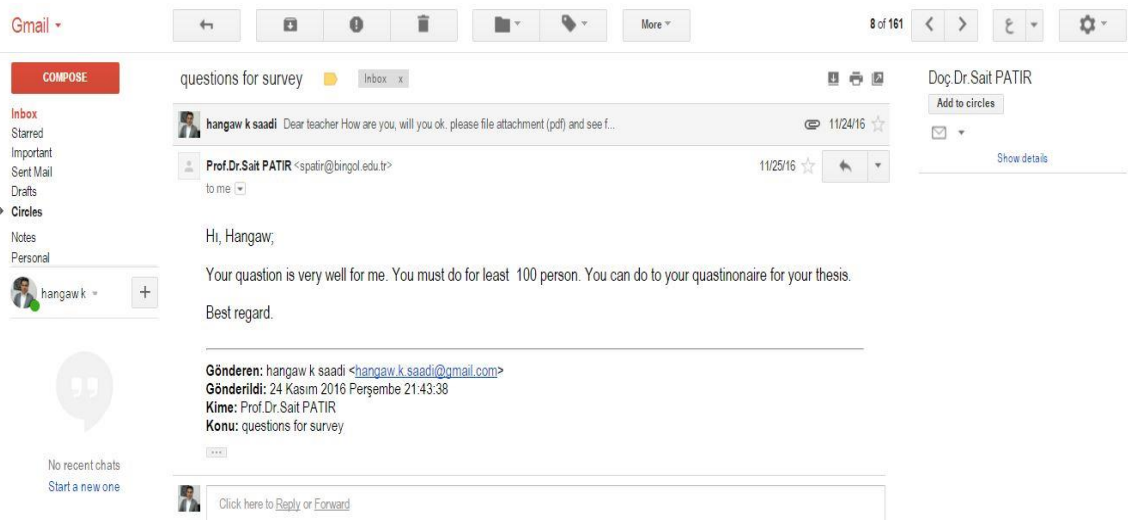 Gmail
More
8 of 161
ع
COMPOSE
Inbox
Starred
Important
Sent Mail
Drafts
Circles
Notes
Personal
hangaw k
+
No recent chats
Start a new one
questions for survey
Inbox x
hangaw k saadi Dear teacher How are you, will you ok. please file attachment (pdf) and see f...
11/24/16
Prof.Dr.Sait PATIR <spatir@bingol.edu.tr>
11/25/16
to me
Hı, Hangaw;
Your quastion is very well for me. You must do for least 100 person. You can do to your quastinonaire for your thesis.
Best regard.
Gönderen: hangaw k saadi <hangaw.k.saadi@gmail.com>
Gönderildi: 24 Kasım 2016 Perşembe 21:43:38
Kime: Prof.Dr.Sait PATIR
Konu: questions for survey
...
Click here to Reply or Forward
Doç.Dr.Sait PATIR
Add to circles
Show details